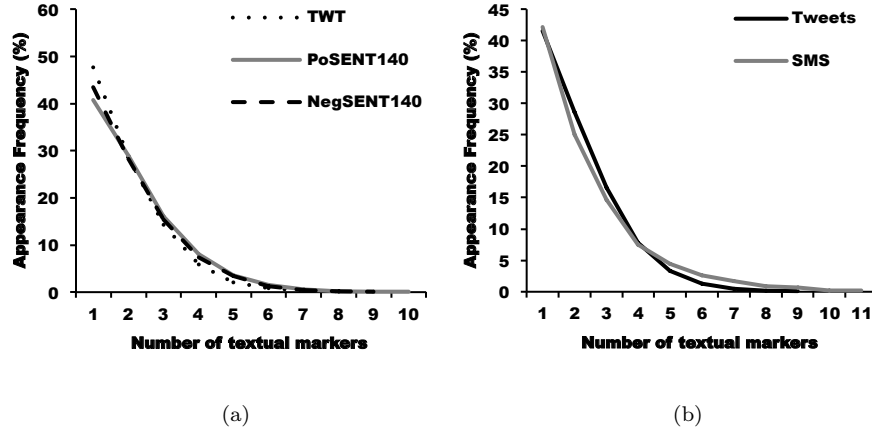 TWT
PoSENT140
NegSENT140
60
50
40
30
20
10
0
Appearance Frequency (%)
1 2 3 4 5 6 7 8 9 10
Number of textual markers
(a)
Tweets
SMS
45
40
35
30
25
20
15
10
5
0
Appearance Frequency (%)
1 2 3 4 5 6 7 8 9 10 11
Number of textual markers
(b)